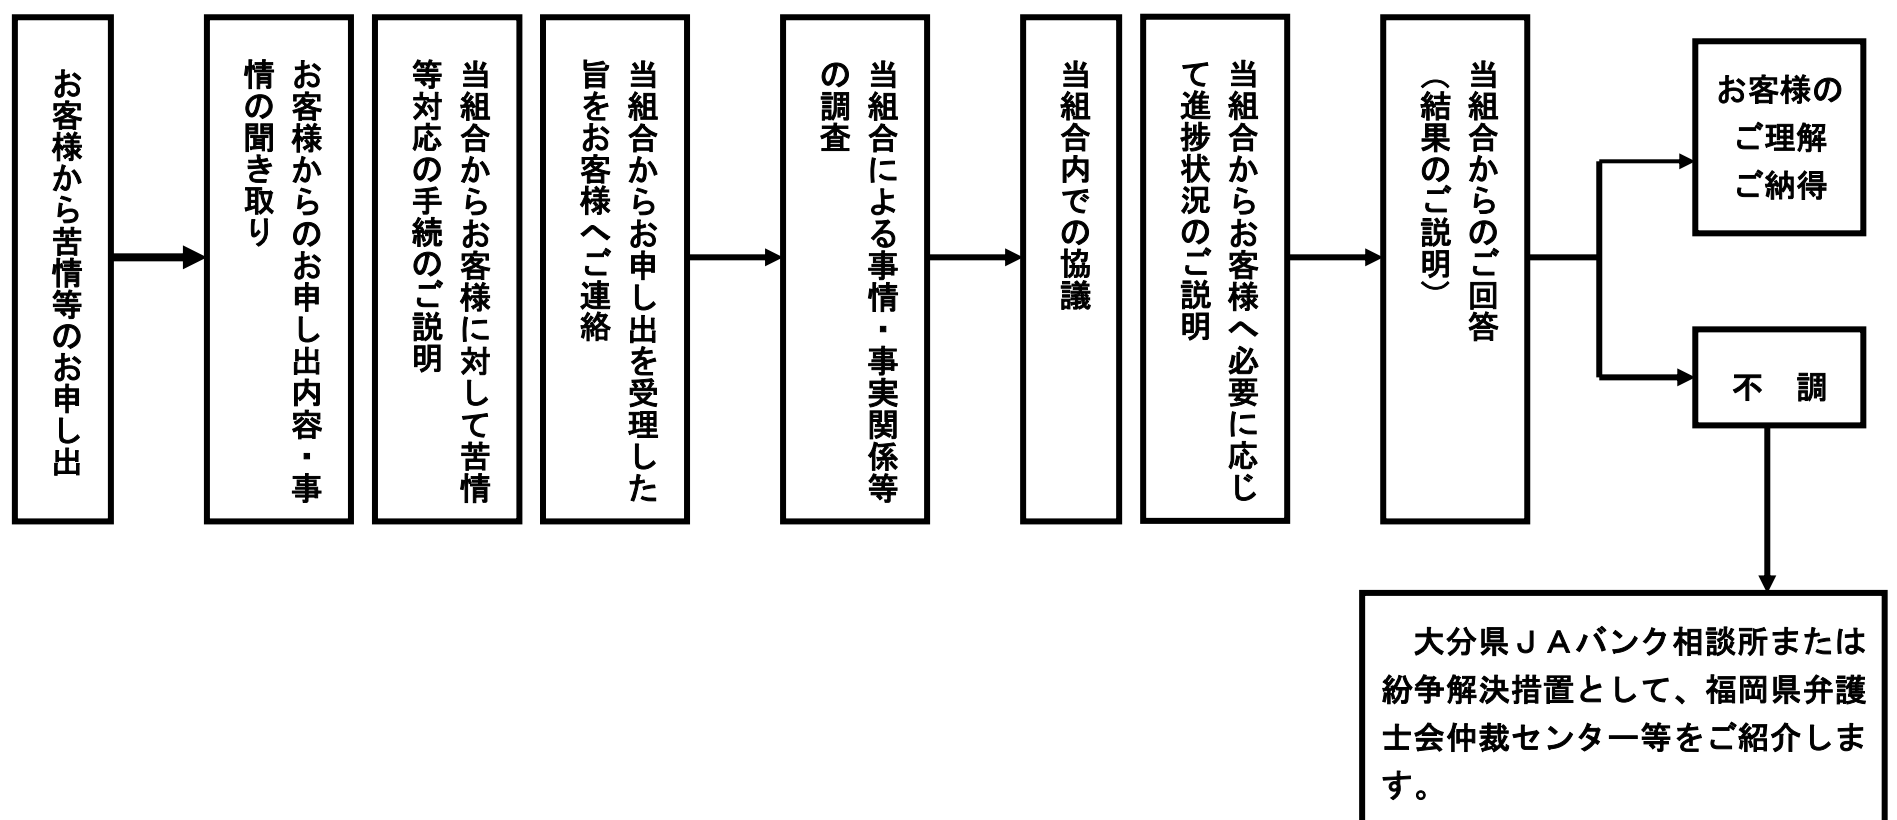 お客様から苦情等のお申し出
お客様からのお申し出内容・事
情の聞き取り
当組合からお客様に対して苦情
等対応の手続のご説明
当組合からお申し出を受理した
旨をお客様へご連絡
当組合による事情・事実関係等
の調査
当組合内での協議
当組合からお客様へ必要に応じ
て進捗状況のご説明
当組合からのご回答
（結果のご説明）
お客様の
ご理解
ご納得
不　調
大分県ＪＡバンク相談所または
紛争解決措置として、福岡県弁護
士会仲裁センター等をご紹介しま
す。